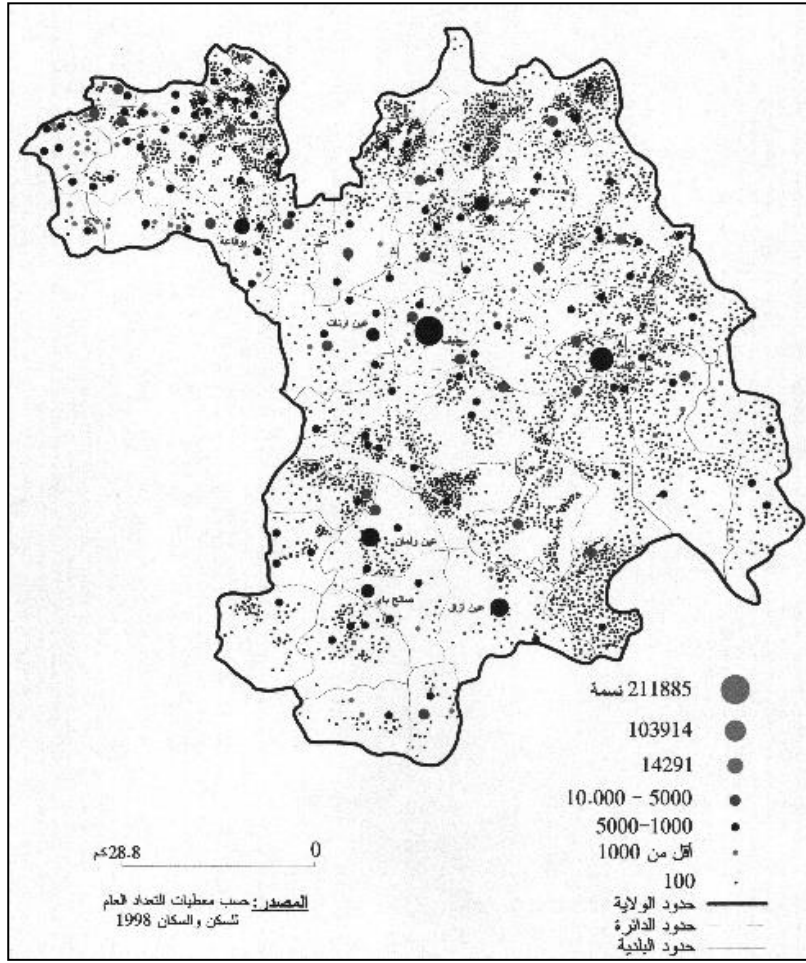 بوقاعة
عين ارنات
عين ولمان
صالح باي
عين ازال
211885 نسمة
103914
14291
10.000 - 5000
5000-1000
أقل من 1000
100
حدود الولاية
حدود الدائرة
حدود البلدية
28.8كم 0
المصدر: حسب معطيات التعداد العام
للسكن والسكان 1998